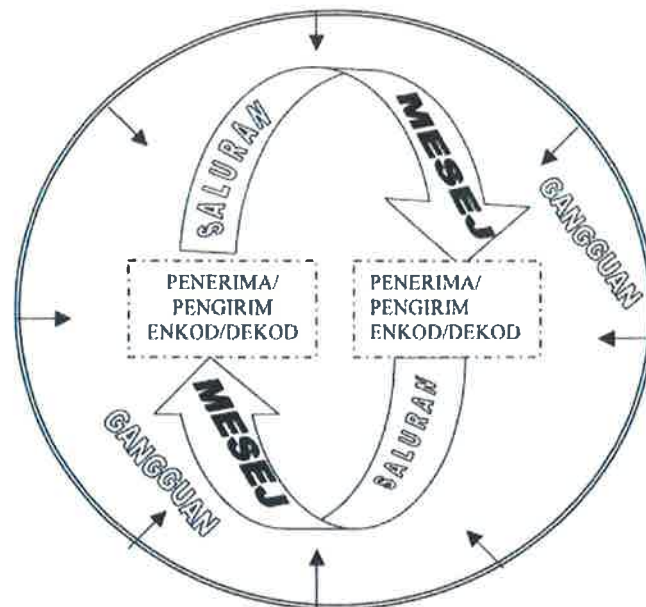 SALURAN
MESEJ
GANGGUAN
PENERIMA/
PENGIRIM
ENKOD/DEKOD
PENERIMA/
PENGIRIM
ENKOD/DEKOD
MESEJ
SALURAN
GANGGUAN